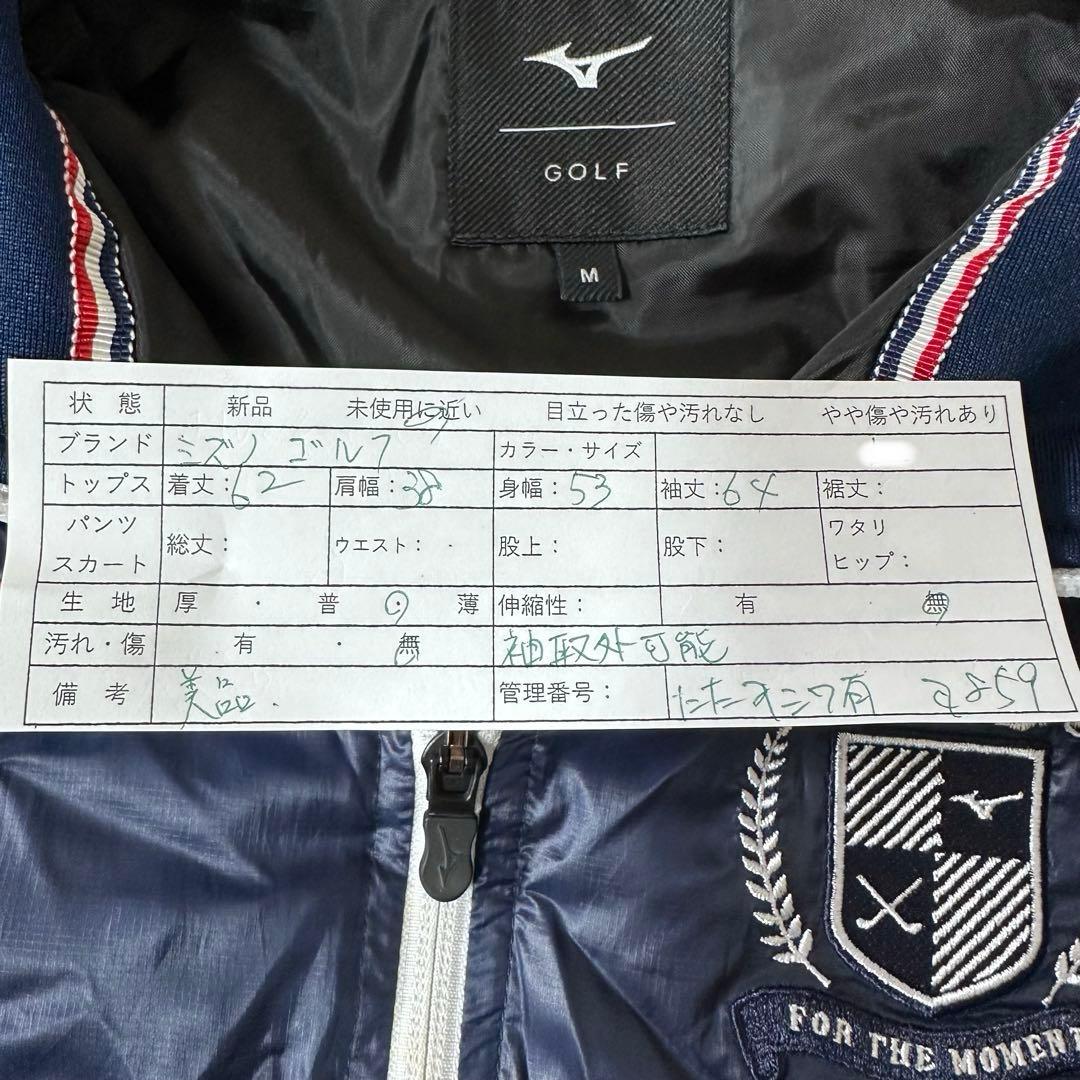 GOLF
M
状態 新品 未使用に近い 目立った傷や汚れなし やや傷や汚れあり
ブランド ミズノ ゴルフ カラー・サイズ
トップス 着丈:62 肩幅:38 身幅:53 袖丈:64 裾丈:
パンツ スカート 総丈: ウエスト: 股上: 股下: ワタリ ヒップ:
生地 厚 ・ 普 ・ 薄 伸縮性: 有 ・ 無
汚れ・傷 有 ・ 無 袖取外可能
備考 美品. 管理番号: たたみシワ有
FOR THE MOMENT